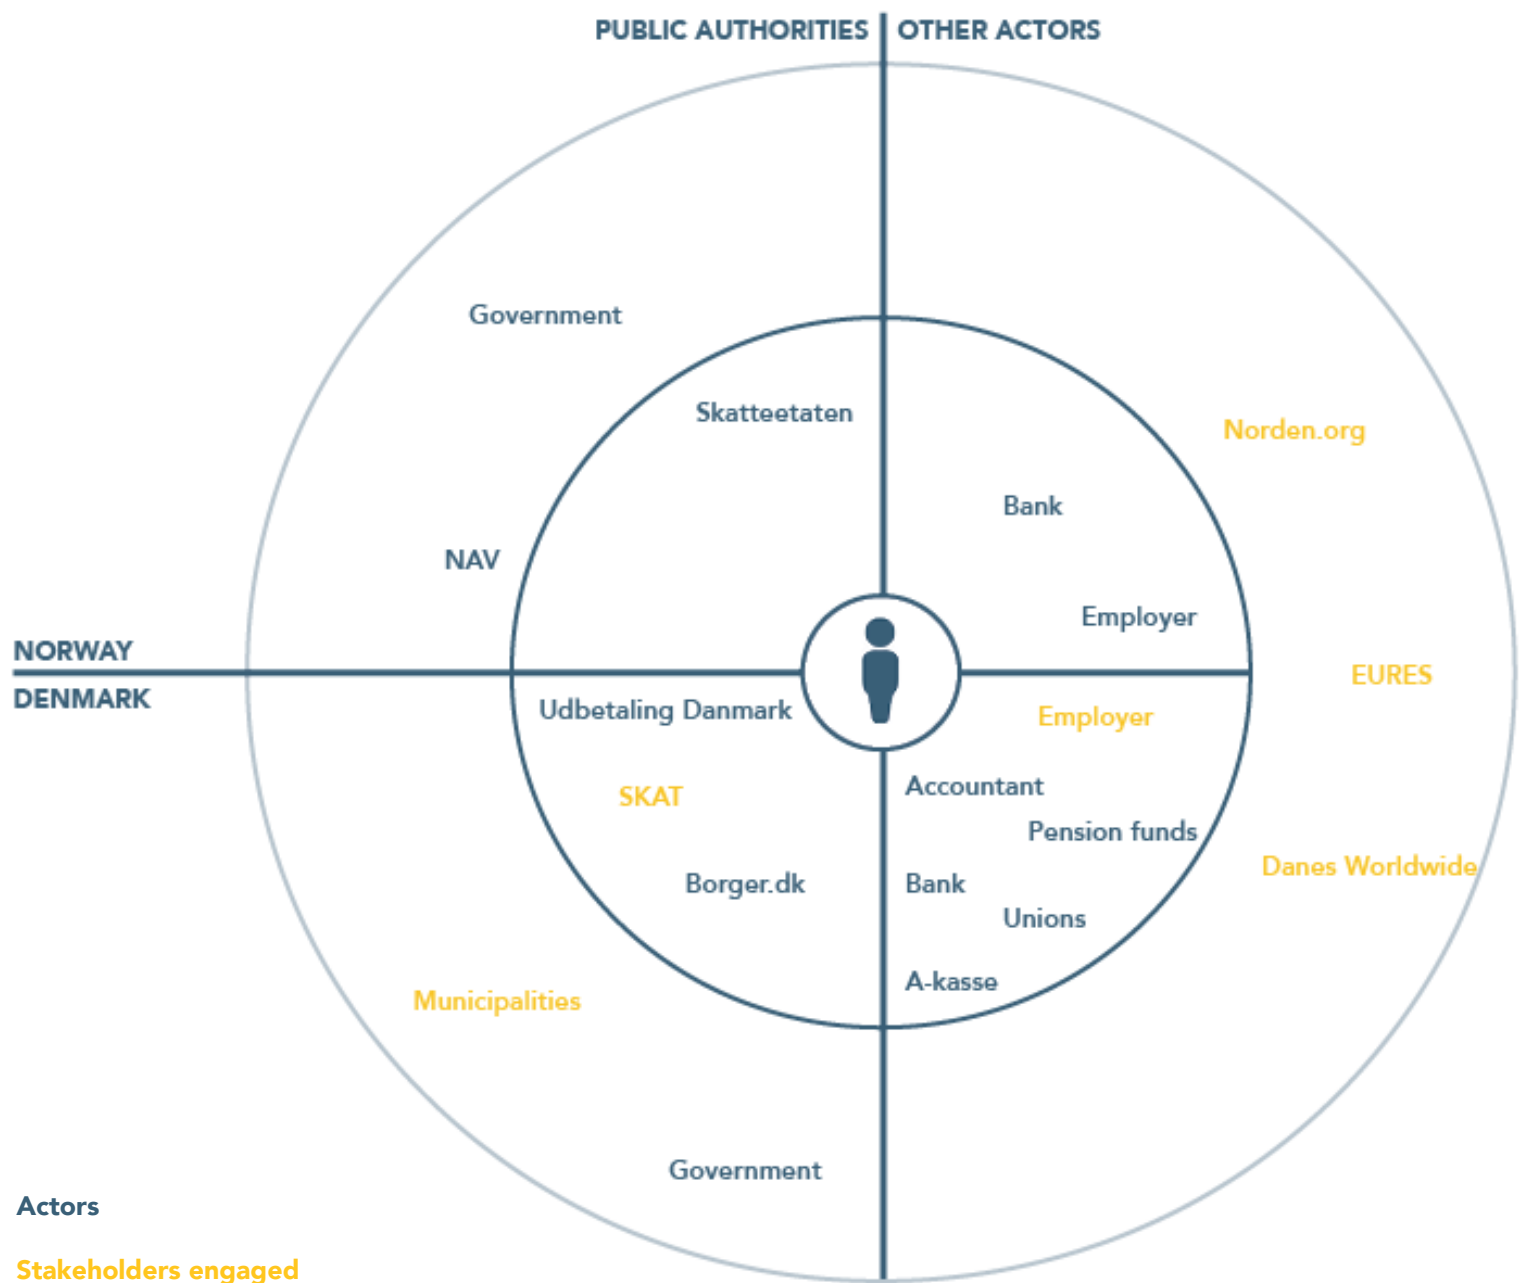 PUBLIC AUTHORITIES
OTHER ACTORS
Government
Skatteetaten
Norden.org
Bank
NAV
Employer
NORWAY
DENMARK
EURES
Udbetaling Danmark
Employer
SKAT
Accountant
Pension funds
Danes Worldwide
Borger.dk
Bank
Unions
A-kasse
Municipalities
Government
Actors
Stakeholders engaged